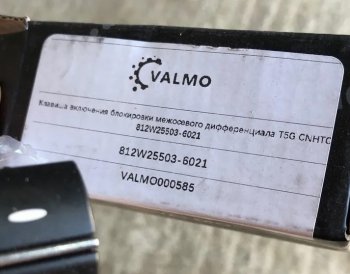 VALMO
Клавиша включения блокировки межосевого дифференциала T5G CNHTC
812W25503-6021
812W25503-6021
VALMO000585